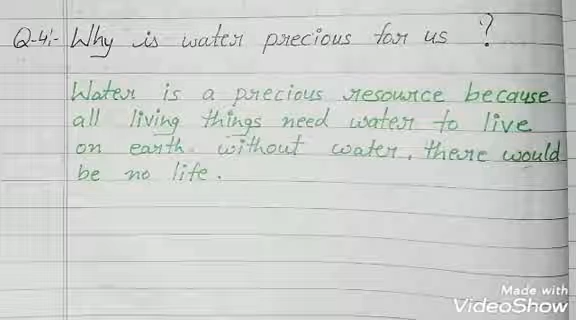 Q-4:- Why is water precious for us ?
Water is a precious resource because
all living things need water to live
on earth. without water, there would
be no life.
Made with
VideoShow